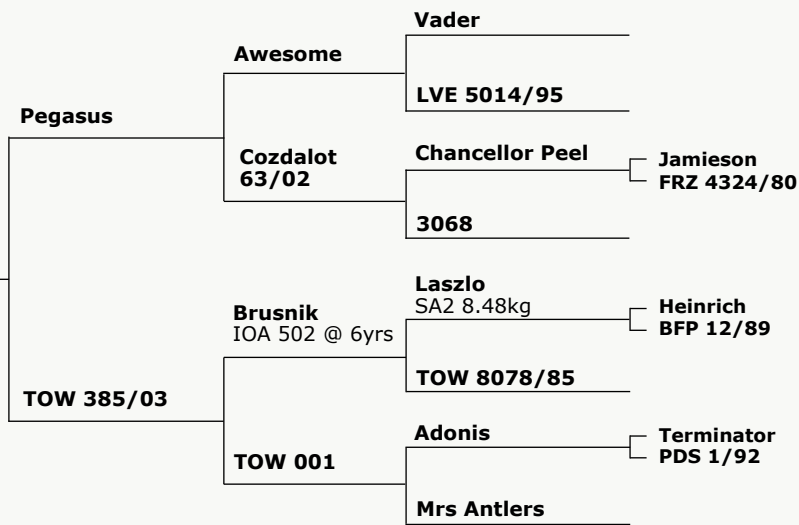 Vader
Awesome
LVE 5014/95
Pegasus
Cozdalot
63/02
Chancellor Peel
Jamieson
FRZ 4324/80
3068
Laszlo
SA2 8.48kg
Brusnik
IOA 502 @ 6yrs
Heinrich
BFP 12/89
TOW 8078/85
TOW 385/03
Adonis
TOW 001
Terminator
PDS 1/92
Mrs Antlers